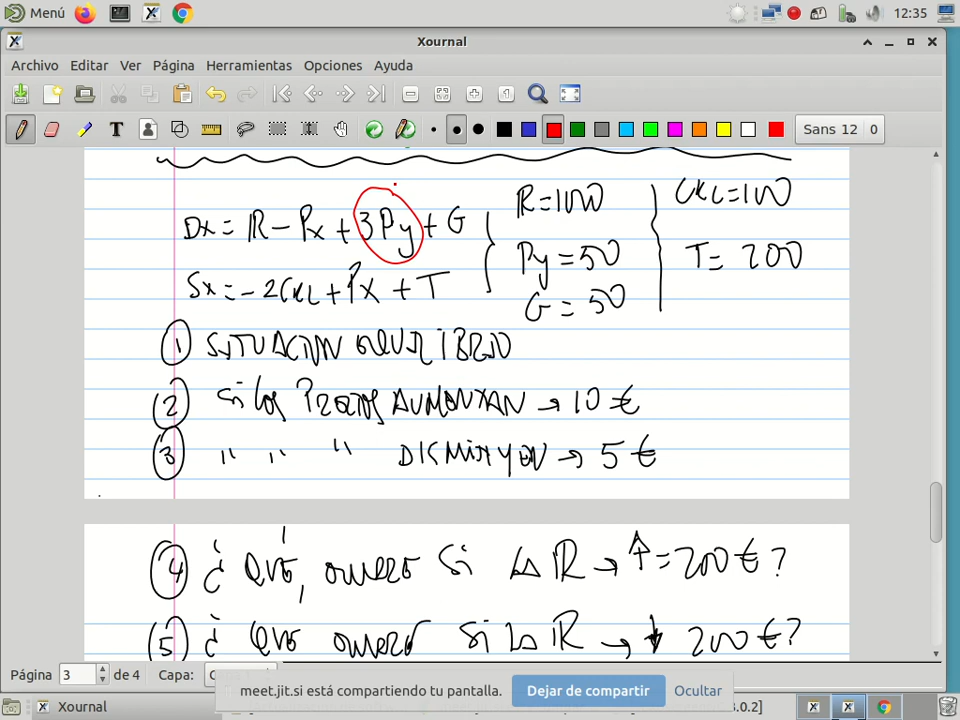 Menú 12:35
Xournal
Archivo Editar Ver Página Herramientas Opciones Ayuda
Sans 12 0
Dx = R - Px + 3Py + G
R=1000
CKL=100
Sx = -2CKL + Px + T
Py = 50
T = 200
G = 50
1 SITUACION EQUILIBRIO
2 Si los Precios AUMENTAN → 10 €
3 " " " DISMINUYEN → 5 €
4 ¿ QUÉ, ocurre Si LA R → ↑ = 200 € ?
5 ¿ QUÉ ocurre Si LA R → ↓ 200 € ?
Página 3 de 4 Capa:
meet.jit.si está compartiendo tu pantalla. Dejar de compartir Ocultar
Xournal .0.2]